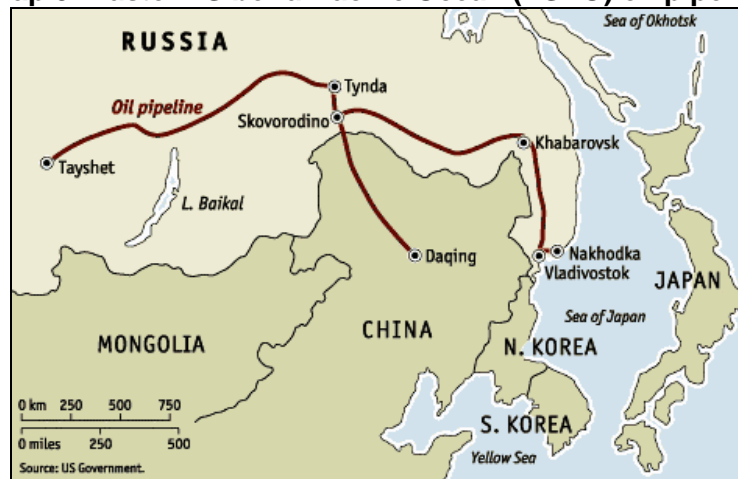 (
)
Sea of Okhotsk
RUSSIA
Oil pipeline
Tynda
Skovorodino
Khabarovsk
Tayshet
L. Baikal
Daqing
Nakhodka
Vladivostok
JAPAN
Sea of Japan
CHINA
MONGOLIA
N. KOREA
0 km 250 500 750
0 miles 250 500
S. KOREA
Yellow Sea
Source: US Government.